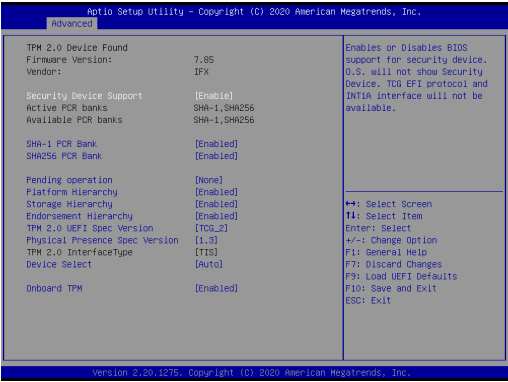 Aptio Setup Utility – Copyright (C) 2020 American Megatrends, Inc.
Advanced
TPM 2.0 Device Found
Firmware Version: 7.85
Vendor: IFX
Security Device Support [Enable]
Active PCR banks SHA-1,SHA256
Available PCR banks SHA-1,SHA256
SHA-1 PCR Bank [Enabled]
SHA256 PCR Bank [Enabled]
Pending operation [None]
Platform Hierarchy [Enabled]
Storage Hierarchy [Enabled]
Endorsement Hierarchy [Enabled]
TPM 2.0 UEFI Spec Version [TCG_2]
Physical Presence Spec Version [1.3]
TPM 2.0 InterfaceType [TIS]
Device Select [Auto]
Onboard TPM [Enabled]
Enables or Disables BIOS
support for security device.
O.S. will not show Security
Device. TCG EFI protocol and
INT1A interface will not be
available.
↔: Select Screen
↑↓: Select Item
Enter: Select
+/-: Change Option
F1: General Help
F7: Discard Changes
F9: Load UEFI Defaults
F10: Save and Exit
ESC: Exit
Version 2.20.1275. Copyright (C) 2020 American Megatrends, Inc.